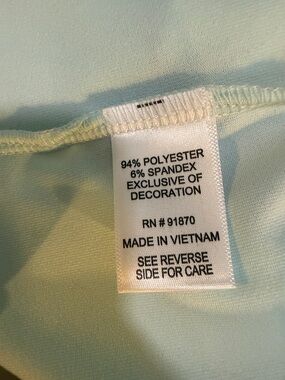 94% POLYESTER
6% SPANDEX
EXCLUSIVE OF
DECORATION
RN # 91870
MADE IN VIETNAM
SEE REVERSE
SIDE FOR CARE